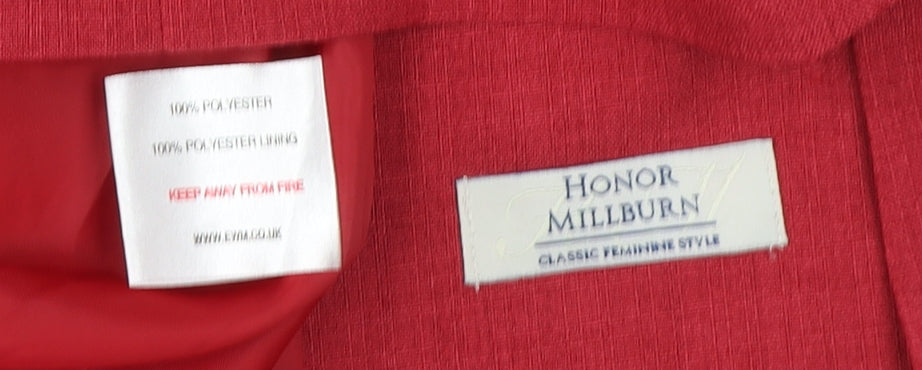 100% POLYESTER
100% POLYESTER LINING
KEEP AWAY FROM FIRE
WWW.EWM.CO.UK
HONOR
MILLBURN
CLASSIC FEMININE STYLE